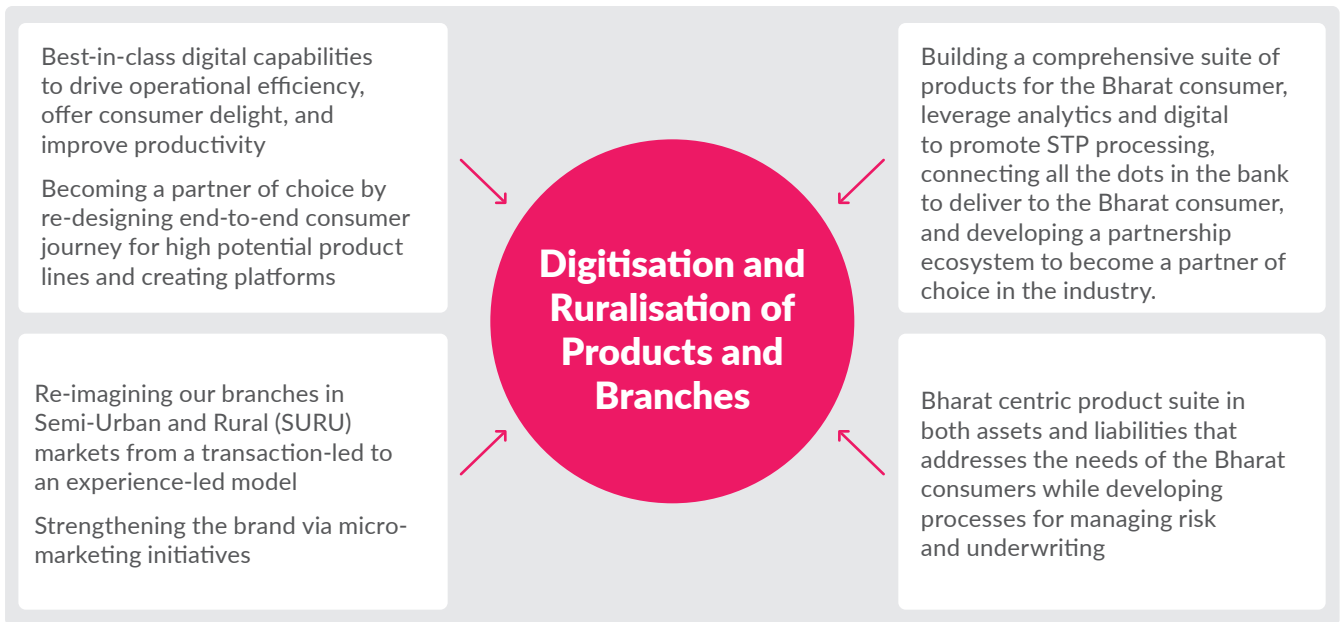 Best-in-class digital capabilities
to drive operational efficiency,
offer consumer delight, and
improve productivity
Becoming a partner of choice by
re-designing end-to-end consumer
journey for high potential product
lines and creating platforms
Re-imagining our branches in
Semi-Urban and Rural (SURU)
markets from a transaction-led to
an experience-led model
Strengthening the brand via micro-
marketing initiatives
Digitisation and
Ruralisation of
Products and
Branches
Building a comprehensive suite of
products for the Bharat consumer,
leverage analytics and digital
to promote STP processing,
connecting all the dots in the bank
to deliver to the Bharat consumer,
and developing a partnership
ecosystem to become a partner of
choice in the industry.
Bharat centric product suite in
both assets and liabilities that
addresses the needs of the Bharat
consumers while developing
processes for managing risk
and underwriting